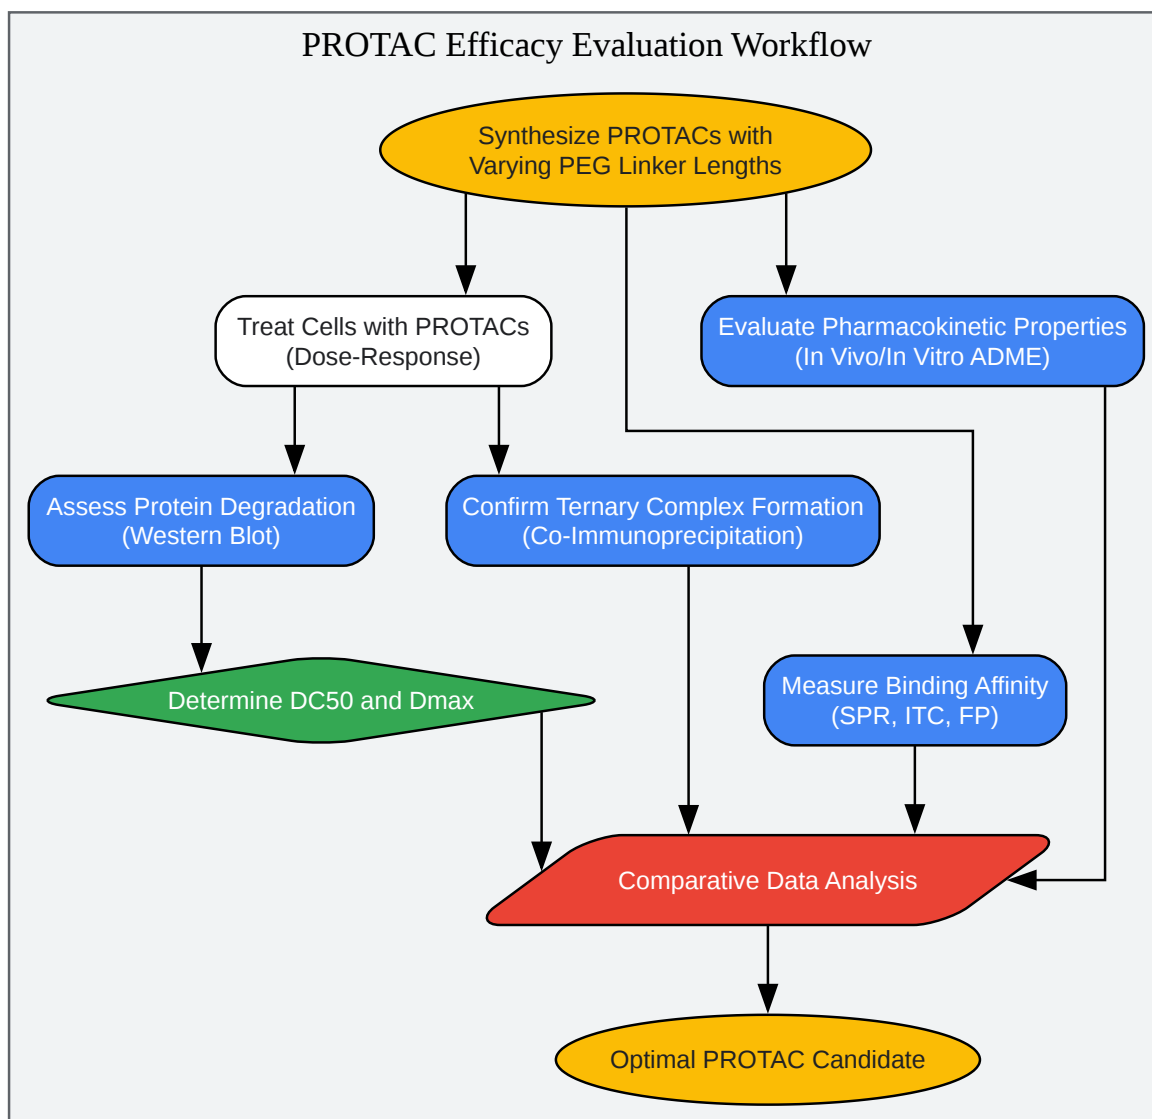 PROTAC Efficacy Evaluation Workflow
Synthesize PROTACs with
Varying PEG Linker Lengths
Treat Cells with PROTACs
(Dose-Response)
Evaluate Pharmacokinetic Properties
(In Vivo/In Vitro ADME)
Assess Protein Degradation
(Western Blot)
Confirm Ternary Complex Formation
(Co-Immunoprecipitation)
Determine DC50 and Dmax
Measure Binding Affinity
(SPR, ITC, FP)
Comparative Data Analysis
Optimal PROTAC Candidate